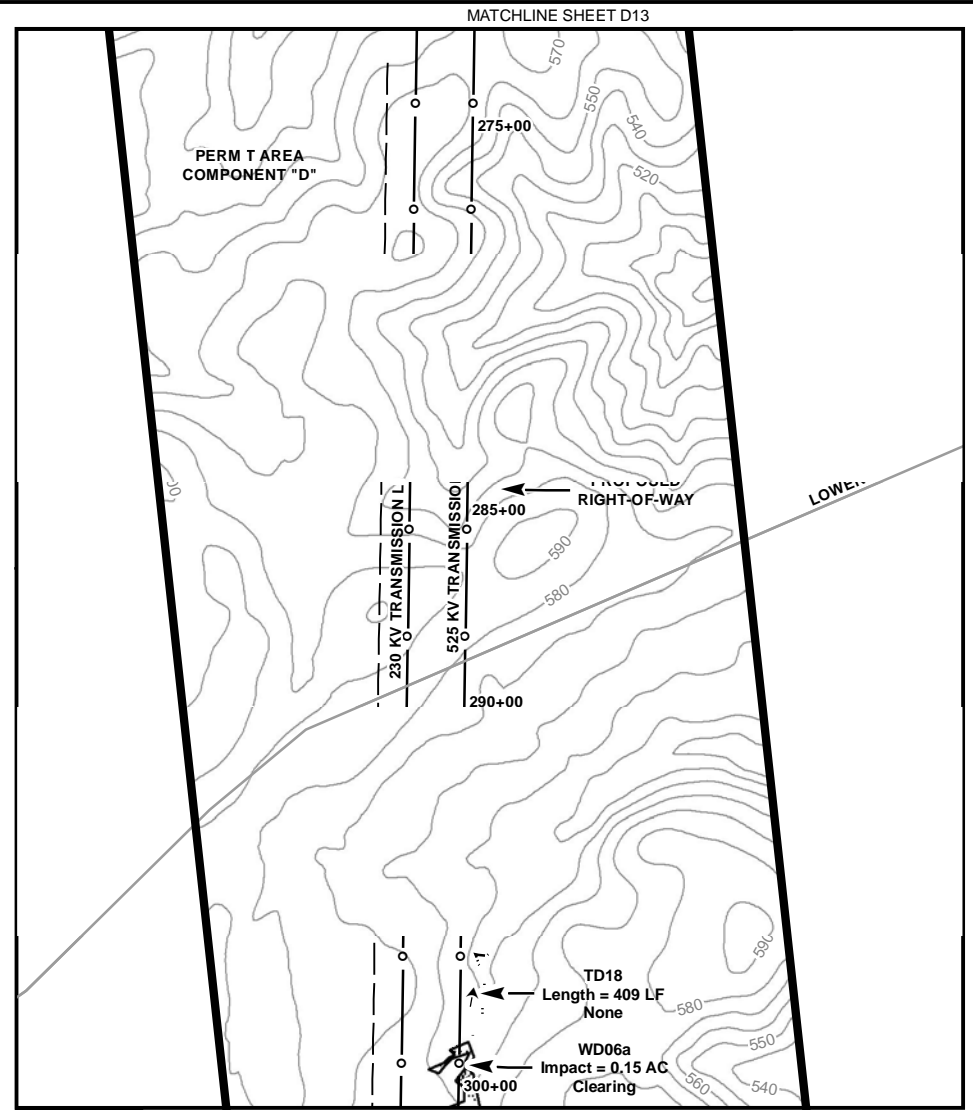 MATCHLINE SHEET D13
570
550
540
275+00
PERM T AREA
COMPONENT "D"
520
230 KV TRANSMISSION L
525 KV TRANSMISSIO
285+00
RIGHT-OF-WAY
590
580
290+00
590
TD18
Length = 409 LF
None
580
WD06a
Impact = 0.15 AC
Clearing
550
300+00
560
540